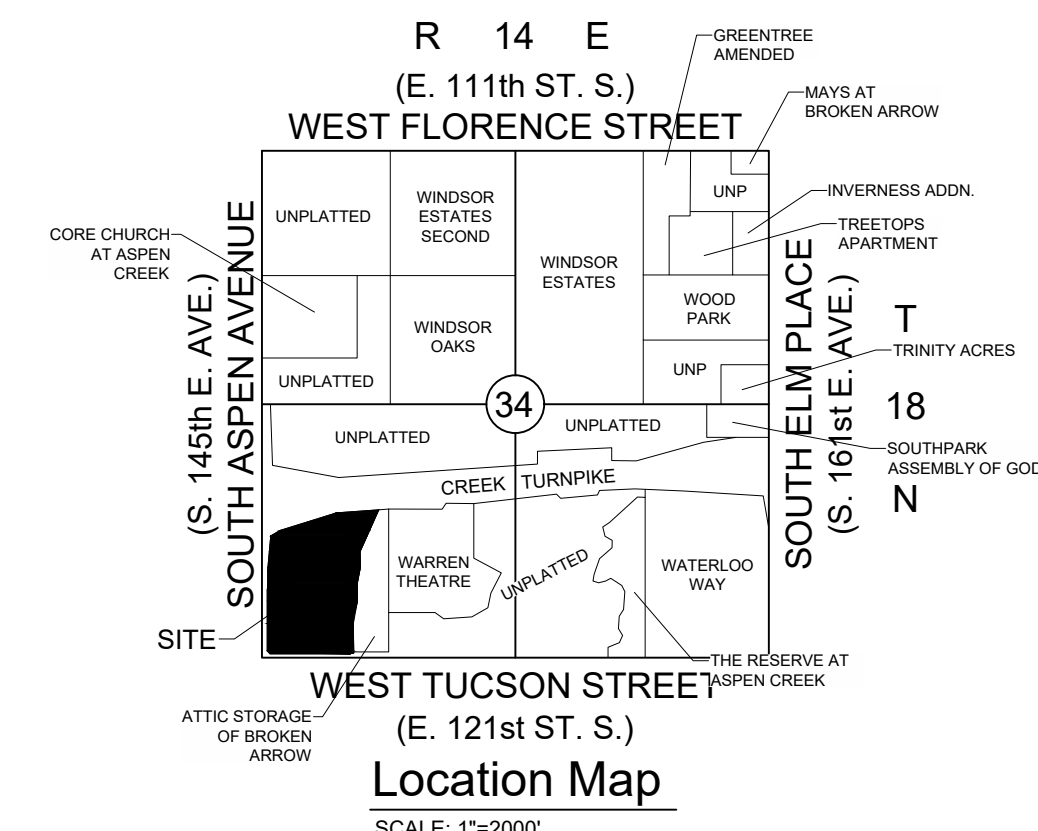 R 14 E
(E. 111th ST. S.)
WEST FLORENCE STREET
GREENTREE
AMENDED
MAYS AT
BROKEN ARROW
UNPLATTED
WINDSOR
ESTATES
SECOND
UNP
INVERNESS ADDN.
TREETOPS
APARTMENT
CORE CHURCH
AT ASPEN
CREEK
WINDSOR
ESTATES
WOOD
PARK
WINDSOR
OAKS
UNPLATTED
UNP
TRINITY ACRES
SOUTH ASPEN AVENUE
(S. 145th E. AVE.)
SOUTH ELM PLACE
(S. 161st E. AVE.)
T
18
N
34
UNPLATTED
UNPLATTED
SOUTHPARK
ASSEMBLY OF GOD
CREEK TURNPIKE
WARREN
THEATRE
UNPLATTED
WATERLOO
WAY
SITE
THE RESERVE AT
ASPEN CREEK
ATTIC STORAGE
OF BROKEN
ARROW
WEST TUCSON STREET
(E. 121st ST. S.)
Location Map
SCALE: 1"=2000'